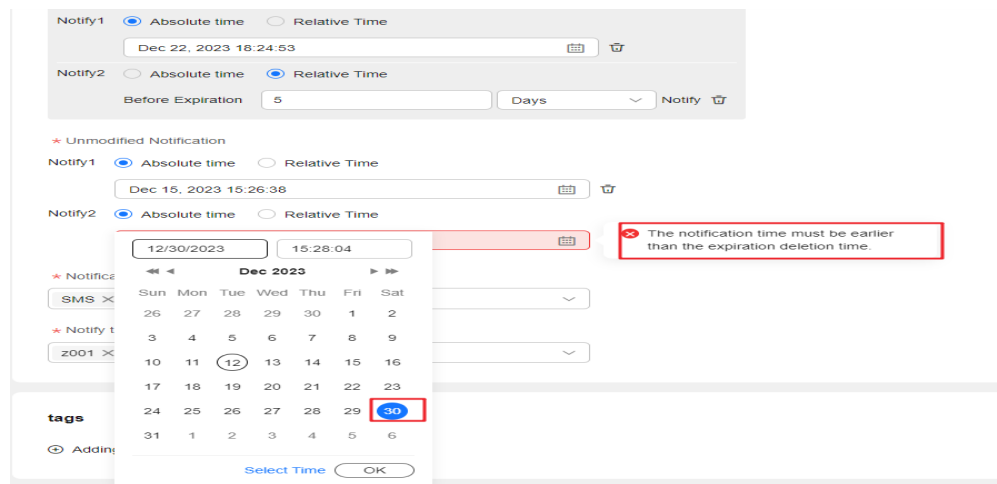 Notify1 Absolute time Relative Time
Dec 22, 2023 18:24:53
Notify2 Absolute time Relative Time
Before Expiration 5 Days Notify
* Unmodified Notification
Notify1 Absolute time Relative Time
Dec 15, 2023 15:26:38
Notify2 Absolute time Relative Time
The notification time must be earlier
than the expiration deletion time.
12/30/2023 15:28:04
Dec 2023
* Notifica
Sun Mon Tue Wed Thu Fri Sat
SMS
26 27 28 29 30 1 2
* Notify t
3 4 5 6 7 8 9
z001
10 11 12 13 14 15 16
17 18 19 20 21 22 23
tags
24 25 26 27 28 29 30
31 1 2 3 4 5 6
Adding
Select Time OK